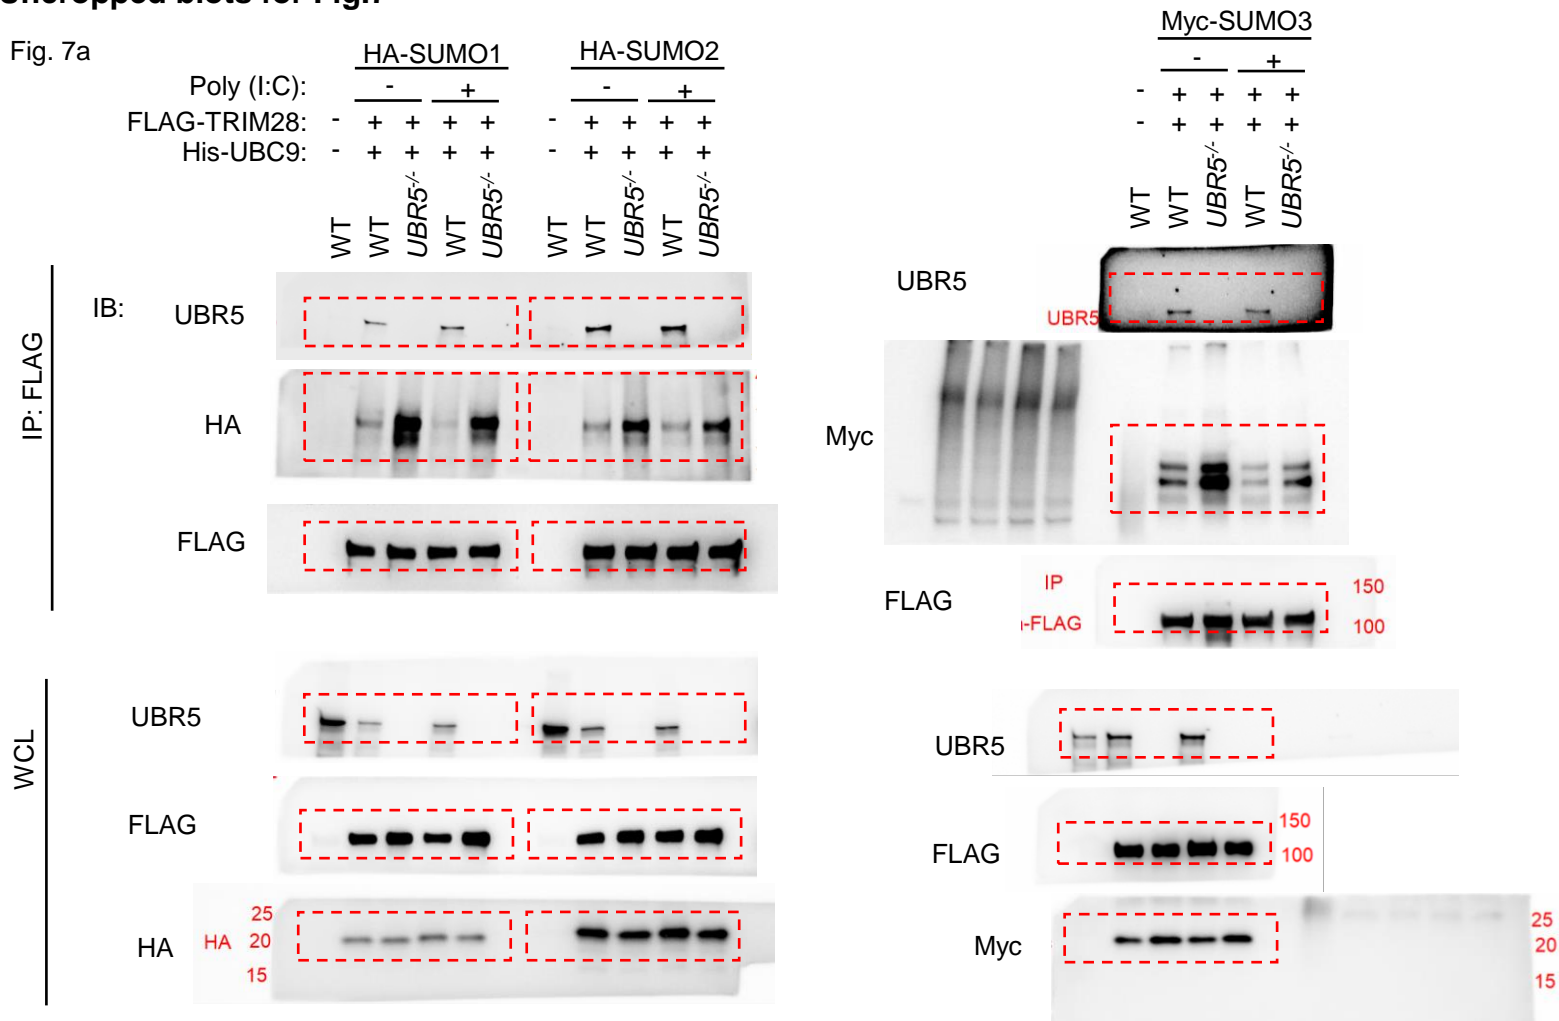 Fig. 7a
HA-SUMO1 HA-SUMO2 Myc-SUMO3
Poly (I:C): - + - + - +
FLAG-TRIM28: - + + + + - + + + + - + + + +
His-UBC9: - + + + + - + + + + - + + + +
WT WT UBR5-/- WT UBR5-/- WT WT UBR5-/- WT UBR5-/- WT WT UBR5-/- WT UBR5-/-
IP: FLAG
IB: UBR5
HA
FLAG
UBR5
UBR5
Myc
FLAG
IP
-FLAG
150
100
WCL
UBR5
FLAG
HA
HA
25
20
15
UBR5
FLAG
150
100
Myc
25
20
15